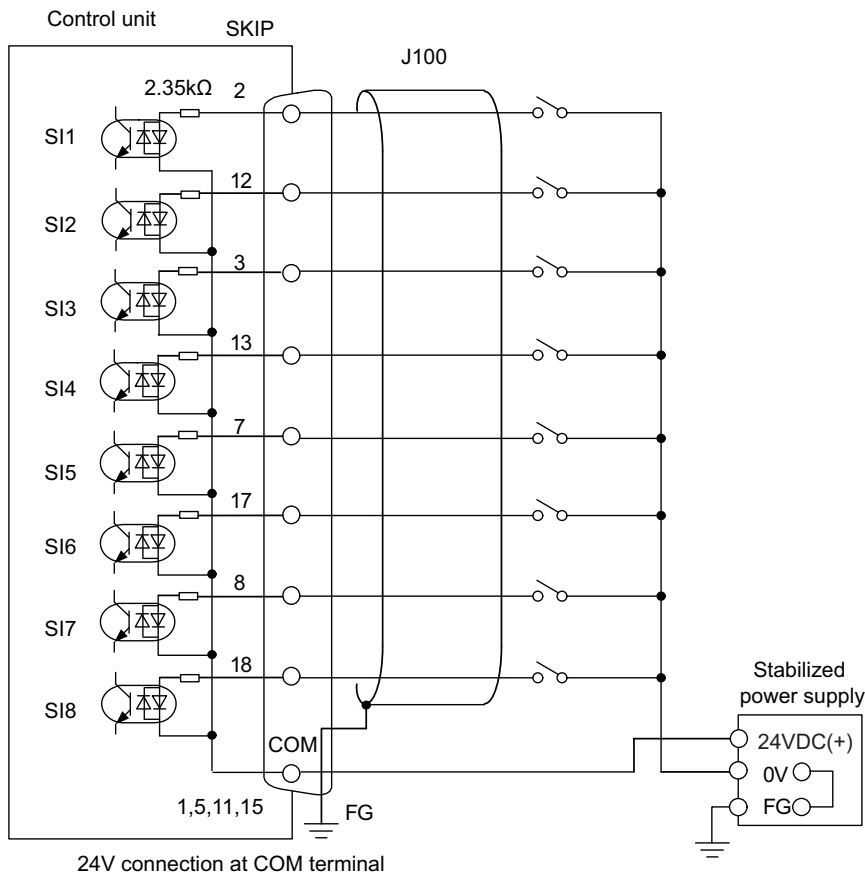 Control unit
SKIP
J100
2.35kΩ
2
SI1
12
SI2
3
SI3
13
SI4
7
SI5
17
SI6
8
SI7
18
SI8
Stabilized
power supply
COM
24VDC(+)
0V
1,5,11,15
FG
FG
24V connection at COM terminal